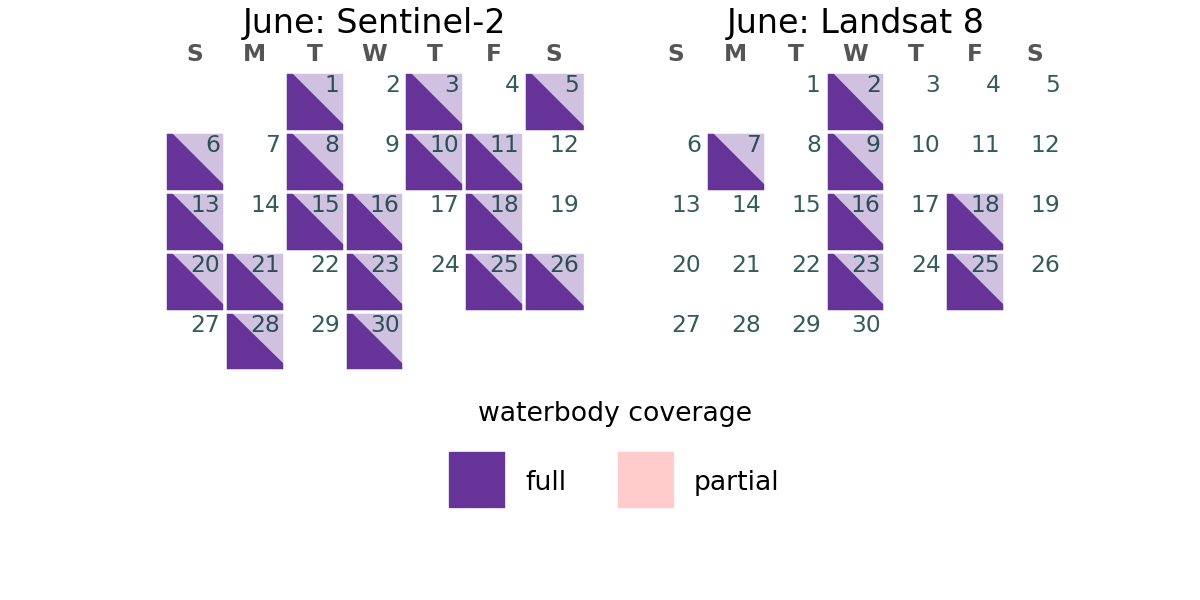 June: Sentinel-2
S M T W T F S
1 2 3 4 5
6 7 8 9 10 11 12
13 14 15 16 17 18 19
20 21 22 23 24 25 26
27 28 29 30
June: Landsat 8
S M T W T F S
1 2 3 4 5
6 7 8 9 10 11 12
13 14 15 16 17 18 19
20 21 22 23 24 25 26
27 28 29 30
waterbody coverage
full partial